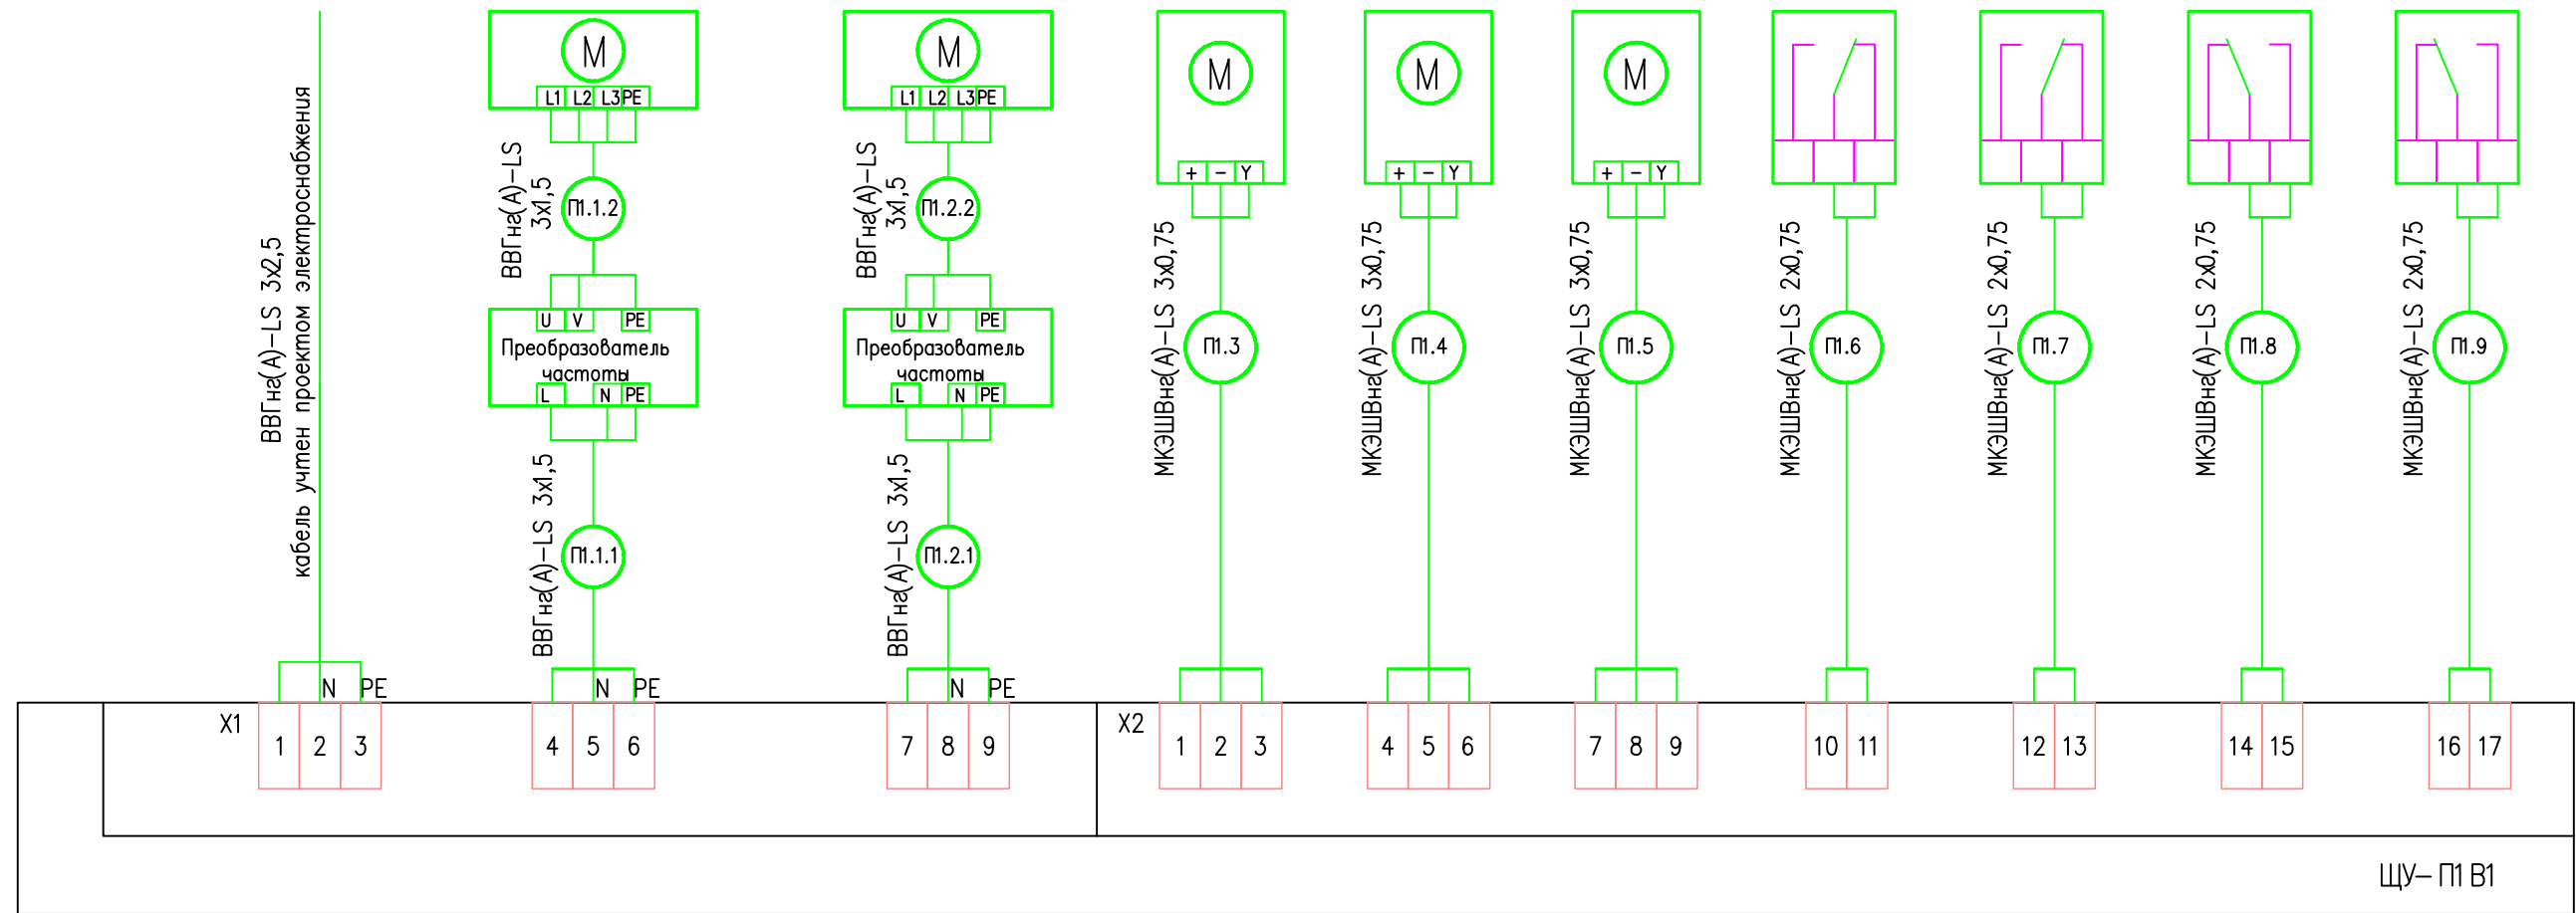 ВВГнг(А)-LS 3х2,5
кабель учтен проектом электроснабжения
М
L1 L2 L3 PE
ВВГнг(А)-LS
3х1,5
П1.1.2
U V PE
Преобразователь
частоты
L N PE
ВВГнг(А)-LS 3х1,5
П1.1.1
М
L1 L2 L3 PE
ВВГнг(А)-LS
3х1,5
П1.2.2
U V PE
Преобразователь
частоты
L N PE
ВВГнг(А)-LS 3х1,5
П1.2.1
М
+ - Y
МКЭШВнг(А)-LS 3х0,75
П1.3
М
+ - Y
МКЭШВнг(А)-LS 3х0,75
П1.4
М
+ - Y
МКЭШВнг(А)-LS 3х0,75
П1.5
МКЭШВнг(А)-LS 2х0,75
П1.6
МКЭШВнг(А)-LS 2х0,75
П1.7
МКЭШВнг(А)-LS 2х0,75
П1.8
МКЭШВнг(А)-LS 2х0,75
П1.9
N PE N PE N PE
X1 1 2 3 4 5 6 7 8 9
X2 1 2 3 4 5 6 7 8 9 10 11 12 13 14 15 16 17
ЩУ- П1 В1